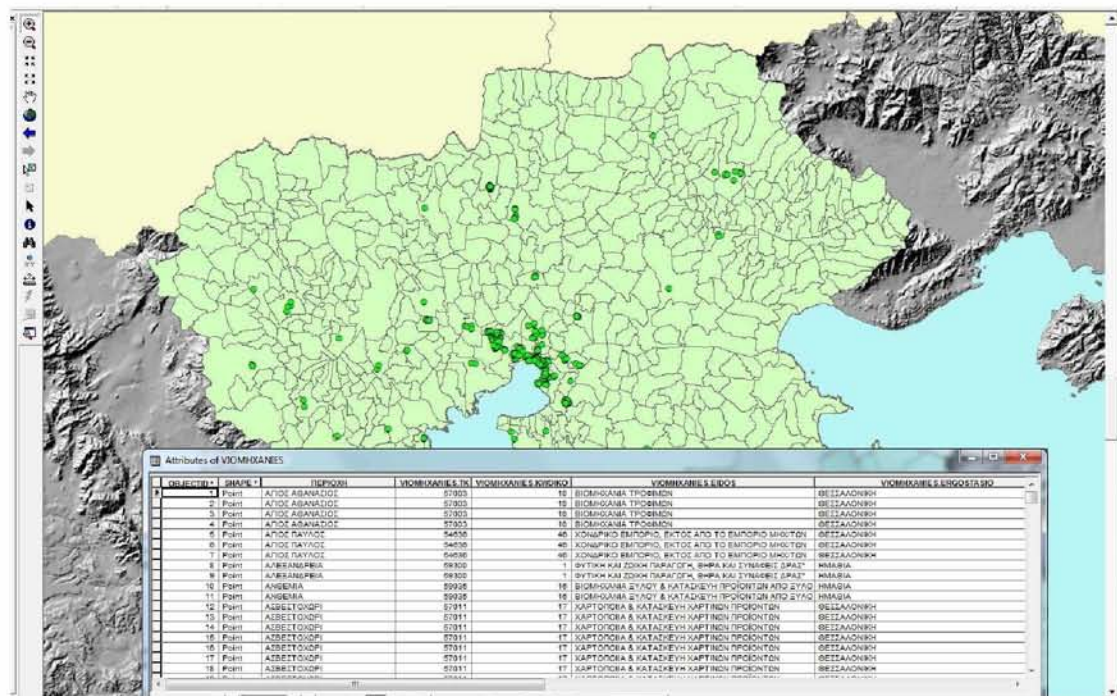 Attributes of VIOMHXANIES
OBJECTID * SHAPE * ΠΕΡΙΟΧΗ VIOMHXANIES.TK VIOMHXANIES.KWDIKO VIOMHXANIES.EIDOS VIOMHXANIES.ERGOSTASIO
1 Point ΑΓΙΟΣ ΑΘΑΝΑΣΙΟΣ 57003 10 ΒΙΟΜΗΧΑΝΙΑ ΤΡΟΦΙΜΩΝ ΘΕΣΣΑΛΟΝΙΚΗ
2 Point ΑΓΙΟΣ ΑΘΑΝΑΣΙΟΣ 57003 10 ΒΙΟΜΗΧΑΝΙΑ ΤΡΟΦΙΜΩΝ ΘΕΣΣΑΛΟΝΙΚΗ
3 Point ΑΓΙΟΣ ΑΘΑΝΑΣΙΟΣ 57003 10 ΒΙΟΜΗΧΑΝΙΑ ΤΡΟΦΙΜΩΝ ΘΕΣΣΑΛΟΝΙΚΗ
4 Point ΑΓΙΟΣ ΑΘΑΝΑΣΙΟΣ 57003 10 ΒΙΟΜΗΧΑΝΙΑ ΤΡΟΦΙΜΩΝ ΘΕΣΣΑΛΟΝΙΚΗ
5 Point ΑΓΙΟΣ ΠΑΥΛΟΣ 54636 46 ΧΟΝΔΡΙΚΟ ΕΜΠΟΡΙΟ, ΕΚΤΟΣ ΑΠΟ ΤΟ ΕΜΠΟΡΙΟ ΜΗΧ/ΤΩΝ ΘΕΣΣΑΛΟΝΙΚΗ
6 Point ΑΓΙΟΣ ΠΑΥΛΟΣ 54636 46 ΧΟΝΔΡΙΚΟ ΕΜΠΟΡΙΟ, ΕΚΤΟΣ ΑΠΟ ΤΟ ΕΜΠΟΡΙΟ ΜΗΧ/ΤΩΝ ΘΕΣΣΑΛΟΝΙΚΗ
7 Point ΑΓΙΟΣ ΠΑΥΛΟΣ 54636 46 ΧΟΝΔΡΙΚΟ ΕΜΠΟΡΙΟ, ΕΚΤΟΣ ΑΠΟ ΤΟ ΕΜΠΟΡΙΟ ΜΗΧ/ΤΩΝ ΘΕΣΣΑΛΟΝΙΚΗ
8 Point ΑΛΕΞΑΝΔΡΕΙΑ 59300 1 ΦΥΤΙΚΗ ΚΑΙ ΖΩΙΚΗ ΠΑΡΑΓΩΓΗ, ΘΗΡΑ ΚΑΙ ΣΥΝΑΦΕΙΣ ΔΡΑΣ* ΗΜΑΘΙΑ
9 Point ΑΛΕΞΑΝΔΡΕΙΑ 59300 1 ΦΥΤΙΚΗ ΚΑΙ ΖΩΙΚΗ ΠΑΡΑΓΩΓΗ, ΘΗΡΑ ΚΑΙ ΣΥΝΑΦΕΙΣ ΔΡΑΣ* ΗΜΑΘΙΑ
10 Point ΑΝΘΕΜΙΑ 59035 16 ΒΙΟΜΗΧΑΝΙΑ ΞΥΛΟΥ & ΚΑΤΑΣΚΕΥΗ ΠΡΟΪΟΝΤΩΝ ΑΠΟ ΞΥΛΟ ΗΜΑΘΙΑ
11 Point ΑΝΘΕΜΙΑ 59035 16 ΒΙΟΜΗΧΑΝΙΑ ΞΥΛΟΥ & ΚΑΤΑΣΚΕΥΗ ΠΡΟΪΟΝΤΩΝ ΑΠΟ ΞΥΛΟ ΗΜΑΘΙΑ
12 Point ΑΣΒΕΣΤΟΧΩΡΙ 57011 17 ΧΑΡΤΟΠΟΙΙΑ & ΚΑΤΑΣΚΕΥΗ ΧΑΡΤΙΝΩΝ ΠΡΟΪΟΝΤΩΝ ΘΕΣΣΑΛΟΝΙΚΗ
13 Point ΑΣΒΕΣΤΟΧΩΡΙ 57011 17 ΧΑΡΤΟΠΟΙΙΑ & ΚΑΤΑΣΚΕΥΗ ΧΑΡΤΙΝΩΝ ΠΡΟΪΟΝΤΩΝ ΘΕΣΣΑΛΟΝΙΚΗ
14 Point ΑΣΒΕΣΤΟΧΩΡΙ 57011 17 ΧΑΡΤΟΠΟΙΙΑ & ΚΑΤΑΣΚΕΥΗ ΧΑΡΤΙΝΩΝ ΠΡΟΪΟΝΤΩΝ ΘΕΣΣΑΛΟΝΙΚΗ
15 Point ΑΣΒΕΣΤΟΧΩΡΙ 57011 17 ΧΑΡΤΟΠΟΙΙΑ & ΚΑΤΑΣΚΕΥΗ ΧΑΡΤΙΝΩΝ ΠΡΟΪΟΝΤΩΝ ΘΕΣΣΑΛΟΝΙΚΗ
16 Point ΑΣΒΕΣΤΟΧΩΡΙ 57011 17 ΧΑΡΤΟΠΟΙΙΑ & ΚΑΤΑΣΚΕΥΗ ΧΑΡΤΙΝΩΝ ΠΡΟΪΟΝΤΩΝ ΘΕΣΣΑΛΟΝΙΚΗ
17 Point ΑΣΒΕΣΤΟΧΩΡΙ 57011 17 ΧΑΡΤΟΠΟΙΙΑ & ΚΑΤΑΣΚΕΥΗ ΧΑΡΤΙΝΩΝ ΠΡΟΪΟΝΤΩΝ ΘΕΣΣΑΛΟΝΙΚΗ
18 Point ΑΣΒΕΣΤΟΧΩΡΙ 57011 17 ΧΑΡΤΟΠΟΙΙΑ & ΚΑΤΑΣΚΕΥΗ ΧΑΡΤΙΝΩΝ ΠΡΟΪΟΝΤΩΝ ΘΕΣΣΑΛΟΝΙΚΗ